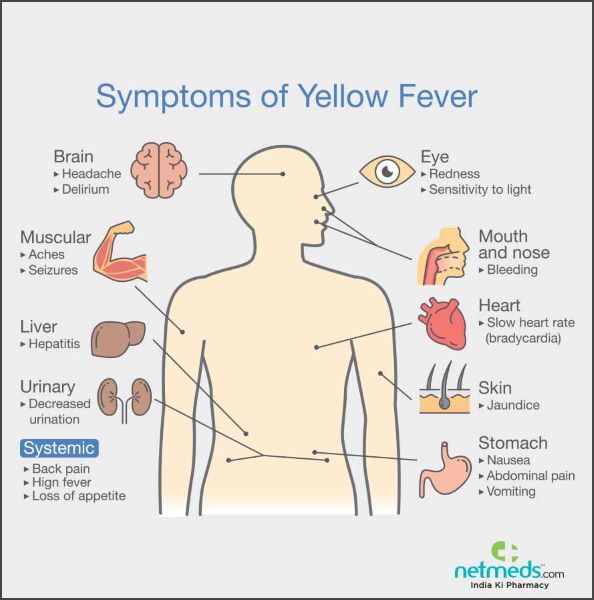 Symptoms of Yellow Fever
Brain
▸ Headache
▸ Delirium
Eye
▸ Redness
▸ Sensitivity to light
Muscular
▸ Aches
▸ Seizures
Mouth
and nose
▸ Bleeding
Liver
▸ Hepatitis
Heart
▸ Slow heart rate
(bradycardia)
Urinary
▸ Decreased
urination
Skin
▸ Jaundice
Systemic
▸ Back pain
▸ Hign fever
▸ Loss of appetite
Stomach
▸ Nausea
▸ Abdominal pain
▸ Vomiting
netmeds.com
India Ki Pharmacy